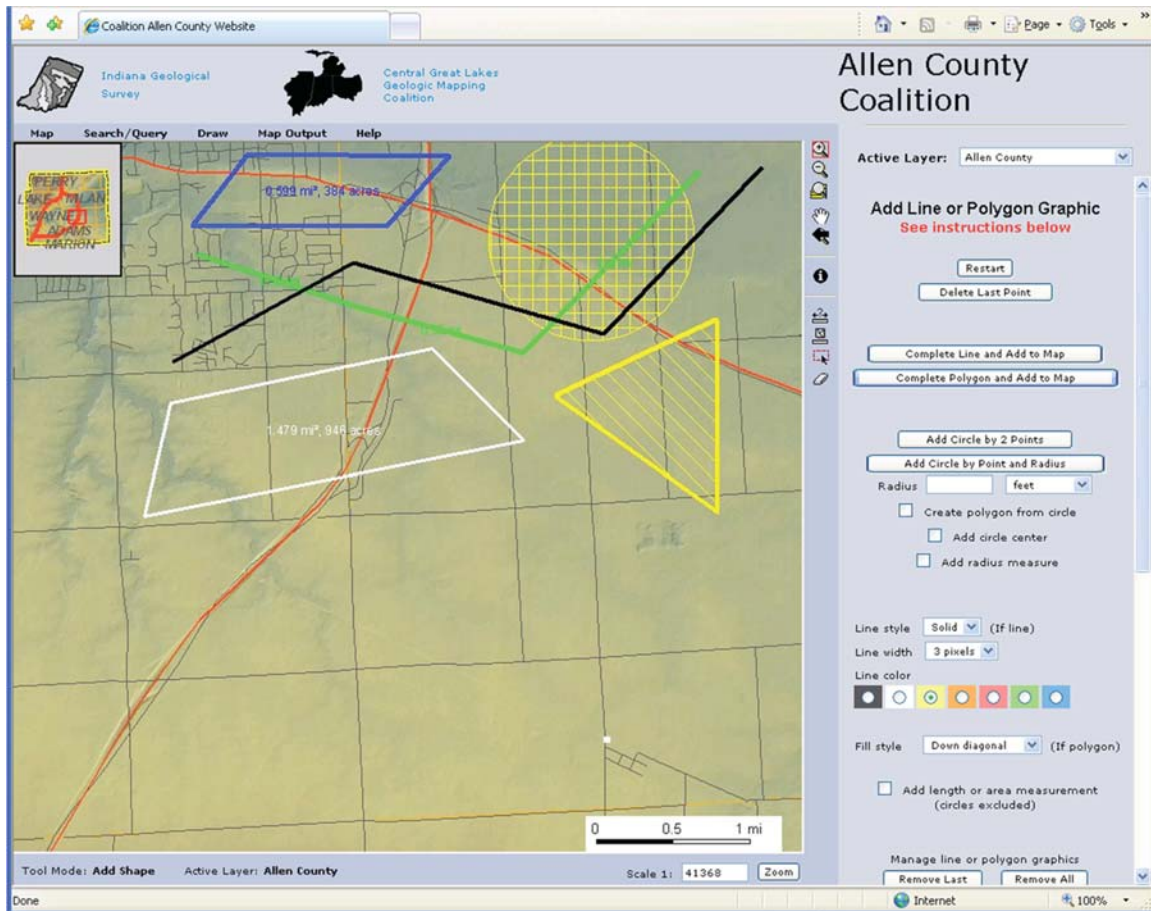 Coalition Allen County Website
Page
Tools
Indiana Geological
Survey
Central Great Lakes
Geologic Mapping
Coalition
Allen County
Coalition
Map Search/Query Draw Map Output Help
PERRY
LAKE MILAN
WAYNE
ADAMS
MARION
0.599 mi², 384 acres
1.479 mi², 946 acres
0 0.5 1 mi
Tool Mode: Add Shape Active Layer: Allen County Scale 1: 41368 Zoom
Active Layer: Allen County
Add Line or Polygon Graphic
See instructions below
Restart
Delete Last Point
Complete Line and Add to Map
Complete Polygon and Add to Map
Add Circle by 2 Points
Add Circle by Point and Radius
Radius feet
Create polygon from circle
Add circle center
Add radius measure
Line style Solid (If line)
Line width 3 pixels
Line color
Fill style Down diagonal (If polygon)
Add length or area measurement
(circles excluded)
Manage line or polygon graphics
Remove Last Remove All
Done Internet 100%